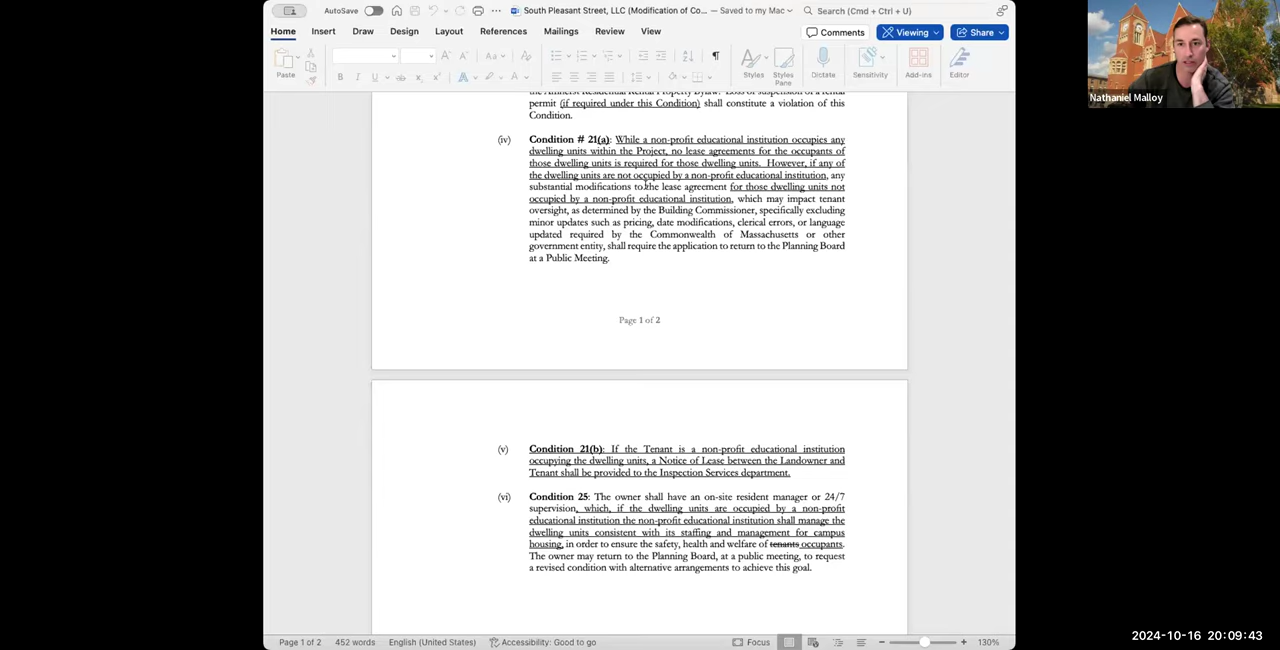 AutoSave
South Pleasant Street, LLC (Modification of Co... — Saved to my Mac
Search (Cmd + Ctrl + U)
Home Insert Draw Design Layout References Mailings Review View
Comments Viewing Share
Paste
Styles Styles Pane Dictate Sensitivity Add-ins Editor
permit (if required under this Condition) shall constitute a violation of this
Condition.
(iv) Condition # 21(a): While a non-profit educational institution occupies any
dwelling units within the Project, no lease agreements for the occupants of
those dwelling units is required for those dwelling units. However, if any of
the dwelling units are not occupied by a non-profit educational institution, any
substantial modifications to the lease agreement for those dwelling units not
occupied by a non-profit educational institution, which may impact tenant
oversight, as determined by the Building Commissioner, specifically excluding
minor updates such as pricing, date modifications, clerical errors, or language
updated required by the Commonwealth of Massachusetts or other
government entity, shall require the application to return to the Planning Board
at a Public Meeting.
Page 1 of 2
(v) Condition 21(b): If the Tenant is a non-profit educational institution
occupying the dwelling units, a Notice of Lease between the Landowner and
Tenant shall be provided to the Inspection Services department.
(vi) Condition 25: The owner shall have an on-site resident manager or 24/7
supervision, which, if the dwelling units are occupied by a non-profit
educational institution the non-profit educational institution shall manage the
dwelling units consistent with its staffing and management for campus
housing, in order to ensure the safety, health and welfare of tenants occupants.
The owner may return to the Planning Board, at a public meeting, to request
a revised condition with alternative arrangements to achieve this goal.
Page 1 of 2 452 words English (United States) Accessibility: Good to go Focus 130%
Nathaniel Malloy
2024-10-16 20:09:43